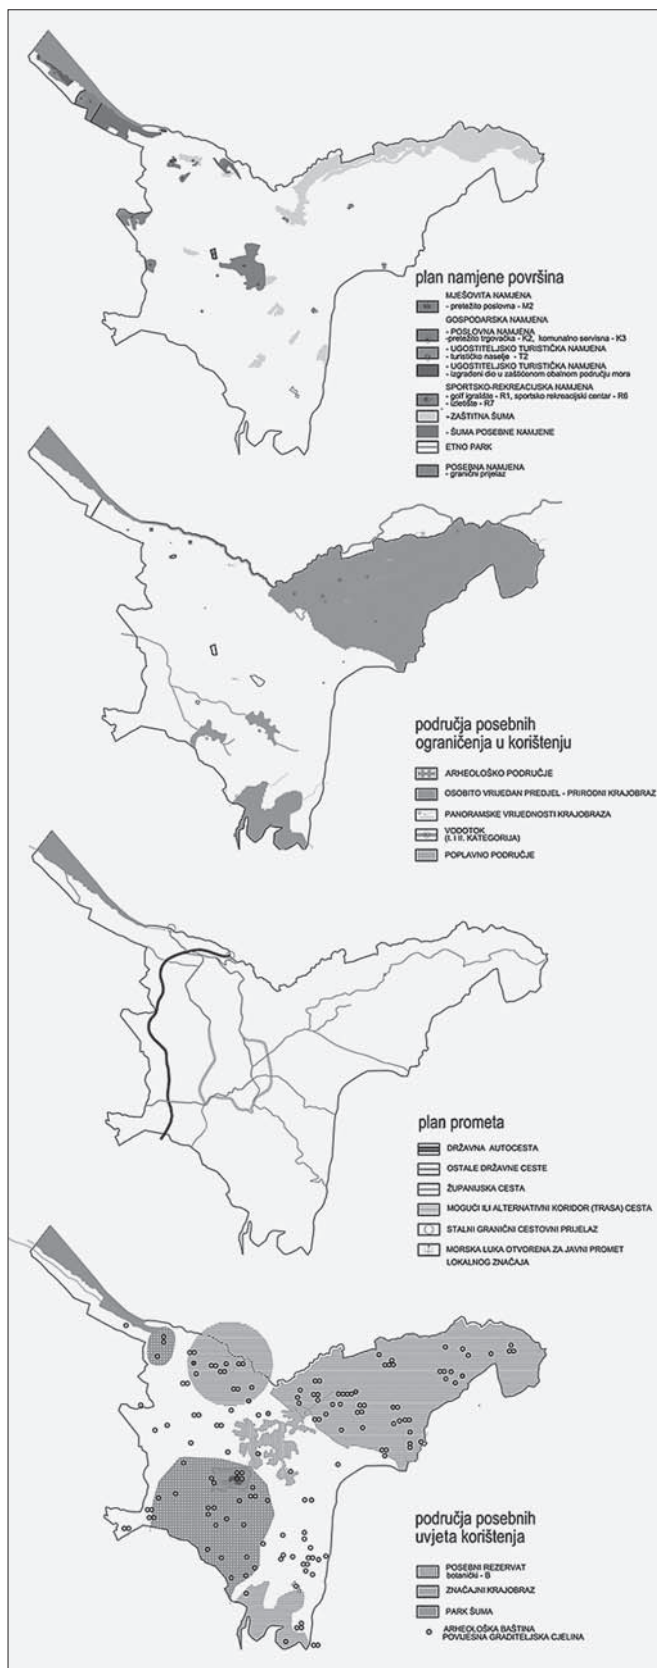 plan namjene površina
MJEŠOVITA NAMJENA
- pretežito poslovna - M2
GOSPODARSKA NAMJENA
- POSLOVNA NAMJENA
-pretežito trgovačka - K2, komunalno servisna - K3
- UGOSTITELJSKO TURISTIČKA NAMJENA
- turističko naselje - T2
- UGOSTITELJSKO TURISTIČKA NAMJENA
- izgrađeni dio u zaštićenom obalnom području mora
SPORTSKO-REKREACIJSKA NAMJENA
- golf igralište - R1, sportsko rekreacijski centar - R6
- izletište - R7
- ZAŠTITNA ŠUMA
- ŠUMA POSEBNE NAMJENE
ETNO PARK
POSEBNA NAMJENA
- granični prijelaz
područja posebnih
ograničenja u korištenju
ARHEOLOŠKO PODRUČJE
OSOBITO VRIJEDAN PREDJEL - PRIRODNI KRAJOBRAZ
PANORAMSKE VRIJEDNOSTI KRAJOBRAZA
VODOTOK
(I. I II. KATEGORIJA)
POPLAVNO PODRUČJE
plan prometa
DRŽAVNA AUTOCESTA
OSTALE DRŽAVNE CESTE
ŽUPANIJSKA CESTA
MOGUĆI ILI ALTERNATIVNI KORIDOR (TRASA) CESTA
STALNI GRANIČNI CESTOVNI PRIJELAZ
MORSKA LUKA OTVORENA ZA JAVNI PROMET
LOKALNOG ZNAČAJA
područja posebnih
uvjeta korištenja
POSEBNI REZERVAT
botanički - B
ZNAČAJNI KRAJOBRAZ
PARK ŠUMA
ARHEOLOŠKA BAŠTINA
POVIJESNA GRADITELJSKA CJELINA